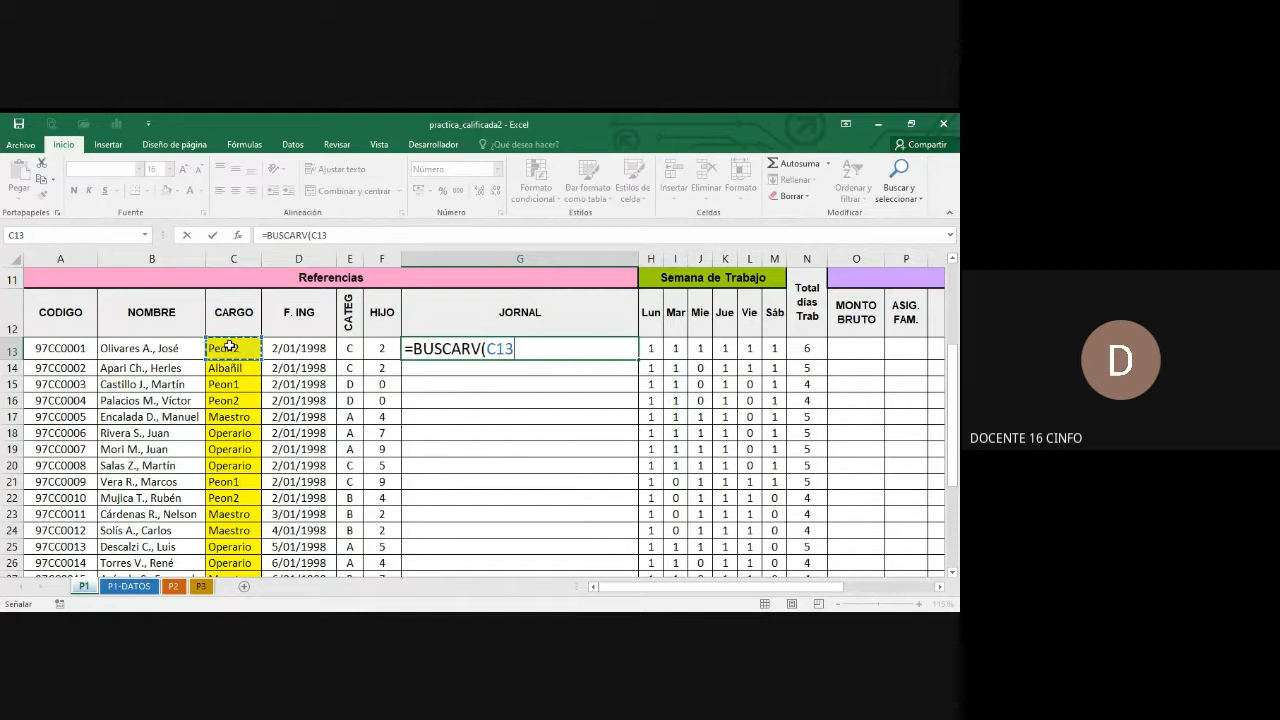 practica_calificada2 - Excel
Archivo Inicio Insertar Diseño de página Fórmulas Datos Revisar Vista Desarrollador ¿Qué desea hacer? Compartir
Pegar
16
N K S
Ajustar texto
Combinar y centrar
Número
% 000
Formato condicional
Dar formato como tabla
Estilos de celda
Insertar Eliminar Formato
Autosuma
Rellenar
Borrar
Ordenar y filtrar
Buscar y seleccionar
Portapapeles Fuente Alineación Número Estilos Celdas Modificar
C13 fx =BUSCARV(C13
A B C D E F G H I J K L M N O P
11 Referencias Semana de Trabajo
12 CODIGO NOMBRE CARGO F. ING CATEG HIJO JORNAL Lun Mar Mie Jue Vie Sáb Total días Trab MONTO BRUTO ASIG. FAM.
13 97CC0001 Olivares A., José Peon2 2/01/1998 C 2 =BUSCARV(C13 1 1 1 1 1 1 6
14 97CC0002 Apari Ch., Herles Albañil 2/01/1998 C 2 1 1 0 1 1 1 5
15 97CC0003 Castillo J., Martín Peon1 2/01/1998 D 0 1 0 1 1 0 1 4
16 97CC0004 Palacios M., Víctor Peon2 2/01/1998 D 0 1 0 1 1 0 1 4
17 97CC0005 Encalada D., Manuel Maestro 2/01/1998 A 4 1 1 1 1 0 1 5
18 97CC0006 Rivera S., Juan Operario 2/01/1998 A 7 1 1 1 1 0 1 5
19 97CC0007 Mori M., Juan Operario 2/01/1998 A 9 1 1 1 1 0 1 5
20 97CC0008 Salas Z., Martín Operario 2/01/1998 C 5 1 1 1 1 0 1 5
21 97CC0009 Vera R., Marcos Peon1 2/01/1998 C 9 1 0 1 1 1 1 5
22 97CC0010 Mujica T., Rubén Peon2 2/01/1998 B 4 1 0 1 1 0 1 4
23 97CC0011 Cárdenas R., Nelson Maestro 3/01/1998 B 2 1 0 1 1 0 1 4
24 97CC0012 Solís A., Carlos Maestro 4/01/1998 B 2 1 0 1 1 0 1 4
25 97CC0013 Descalzi C., Luis Operario 5/01/1998 A 5 1 1 1 1 0 1 5
26 97CC0014 Torres V., René Operario 6/01/1998 A 4 1 0 1 1 0 1 4
P1 P1-DATOS P2 P3
Señalar 115%
D
DOCENTE 16 CINFO